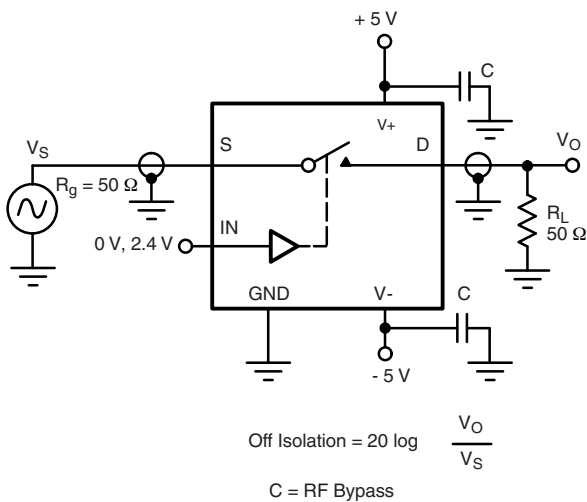 + 5 V
C
V+
VS
S
D
VO
Rg = 50 Ω
RL
50 Ω
0 V, 2.4 V
IN
GND
V-
C
- 5 V
Off Isolation = 20 log VO
VS
C = RF Bypass